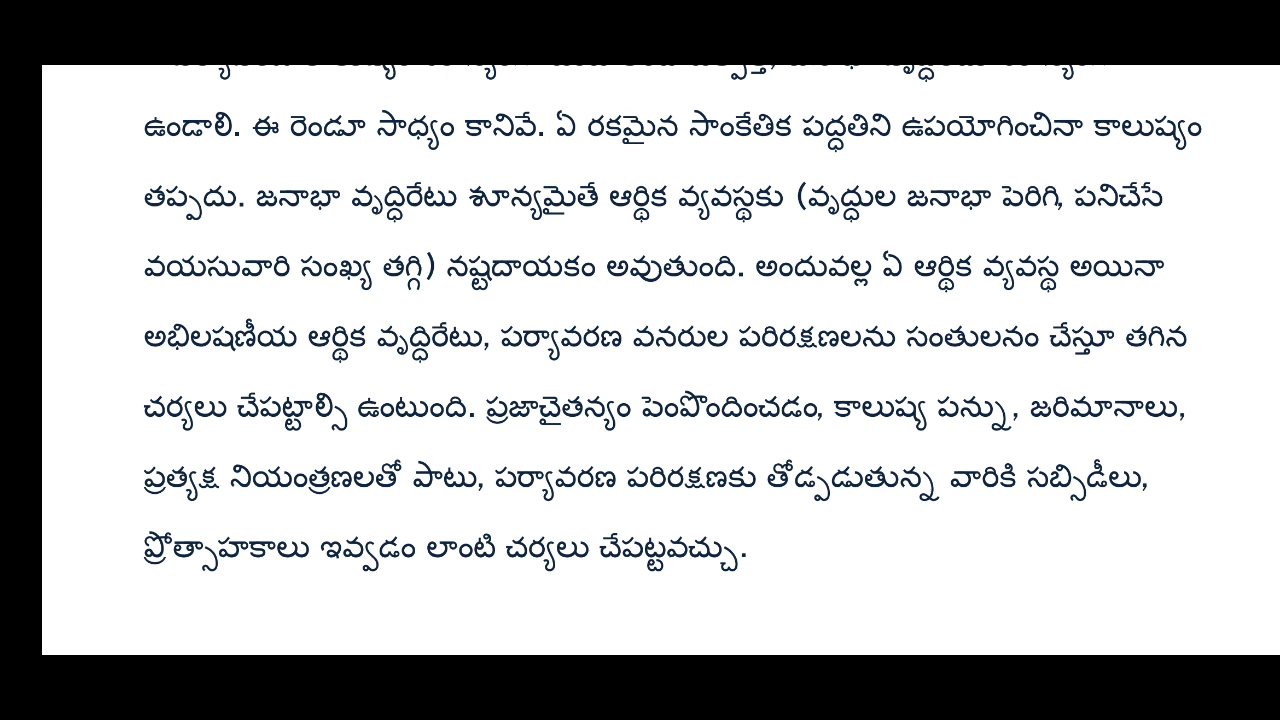 ఉండాలి. ఈ రెండూ సాధ్యం కానివే. ఏ రకమైన సాంకేతిక పద్ధతిని ఉపయోగించినా కాలుష్యం
తప్పదు. జనాభా వృద్ధిరేటు శూన్యమైతే ఆర్థిక వ్యవస్థకు (వృద్ధుల జనాభా పెరిగి, పనిచేసే
వయసువారి సంఖ్య తగ్గి) నష్టదాయకం అవుతుంది. అందువల్ల ఏ ఆర్థిక వ్యవస్థ అయినా
అభిలషణీయ ఆర్థిక వృద్ధిరేటు, పర్యావరణ వనరుల పరిరక్షణలను సంతులనం చేస్తూ తగిన
చర్యలు చేపట్టాల్సి ఉంటుంది. ప్రజాచైతన్యం పెంపొందించడం, కాలుష్య పన్ను, జరిమానాలు,
ప్రత్యక్ష నియంత్రణలతో పాటు, పర్యావరణ పరిరక్షణకు తోడ్పడుతున్న వారికి సబ్సిడీలు,
ప్రోత్సాహకాలు ఇవ్వడం లాంటి చర్యలు చేపట్టవచ్చు.